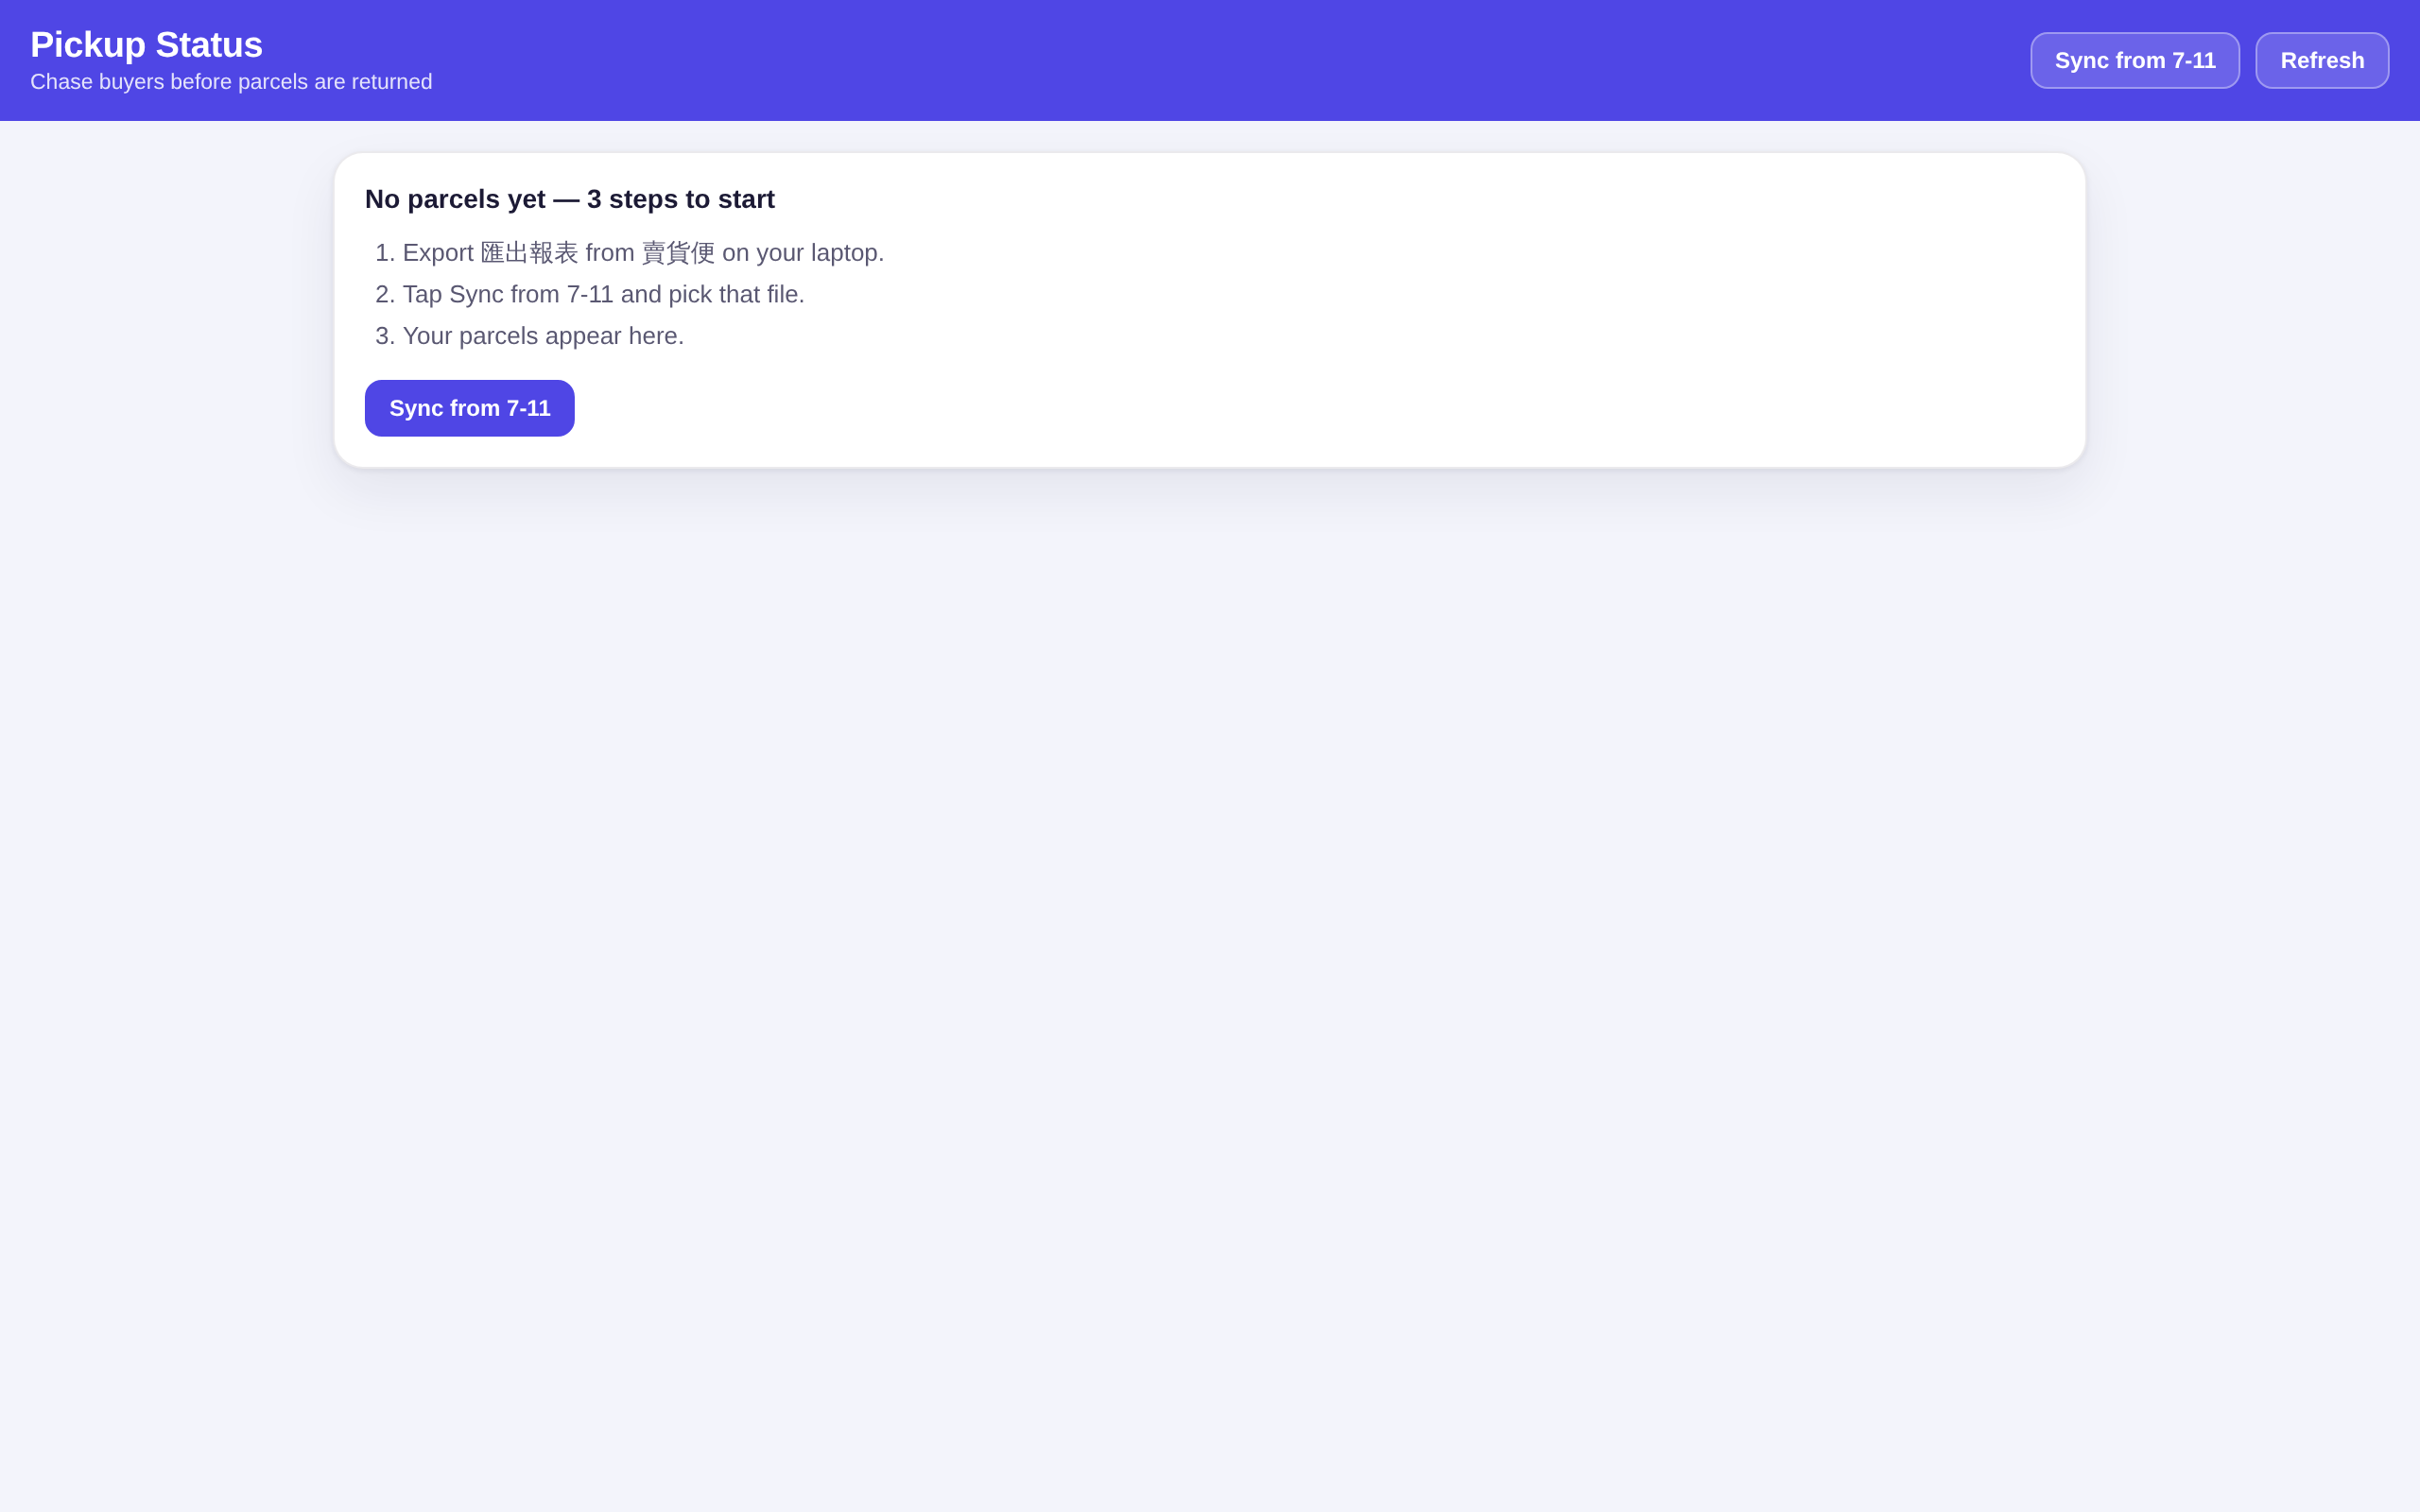 Pickup Status
Chase buyers before parcels are returned
Sync from 7-11
Refresh
No parcels yet — 3 steps to start
1. Export 匯出報表 from 賣貨便 on your laptop.
2. Tap Sync from 7-11 and pick that file.
3. Your parcels appear here.
Sync from 7-11